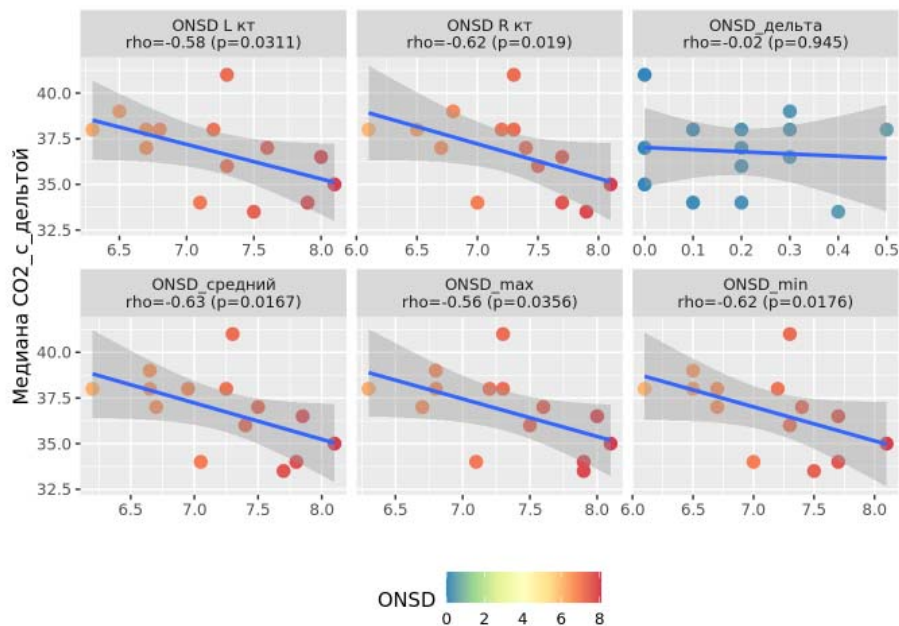 ONSD L кт
rho=-0.58 (p=0.0311)
ONSD R кт
rho=-0.62 (p=0.019)
ONSD_дельта
rho=-0.02 (p=0.945)
40.0
37.5
35.0
32.5
6.5 7.0 7.5 8.0
6.0 6.5 7.0 7.5 8.0
0.0 0.1 0.2 0.3 0.4 0.5
Медиана CO2_с_дельтой
ONSD_средний
rho=-0.63 (p=0.0167)
ONSD_max
rho=-0.56 (p=0.0356)
ONSD_min
rho=-0.62 (p=0.0176)
40.0
37.5
35.0
32.5
6.5 7.0 7.5 8.0
6.5 7.0 7.5 8.0
6.0 6.5 7.0 7.5 8.0
ONSD
0 2 4 6 8